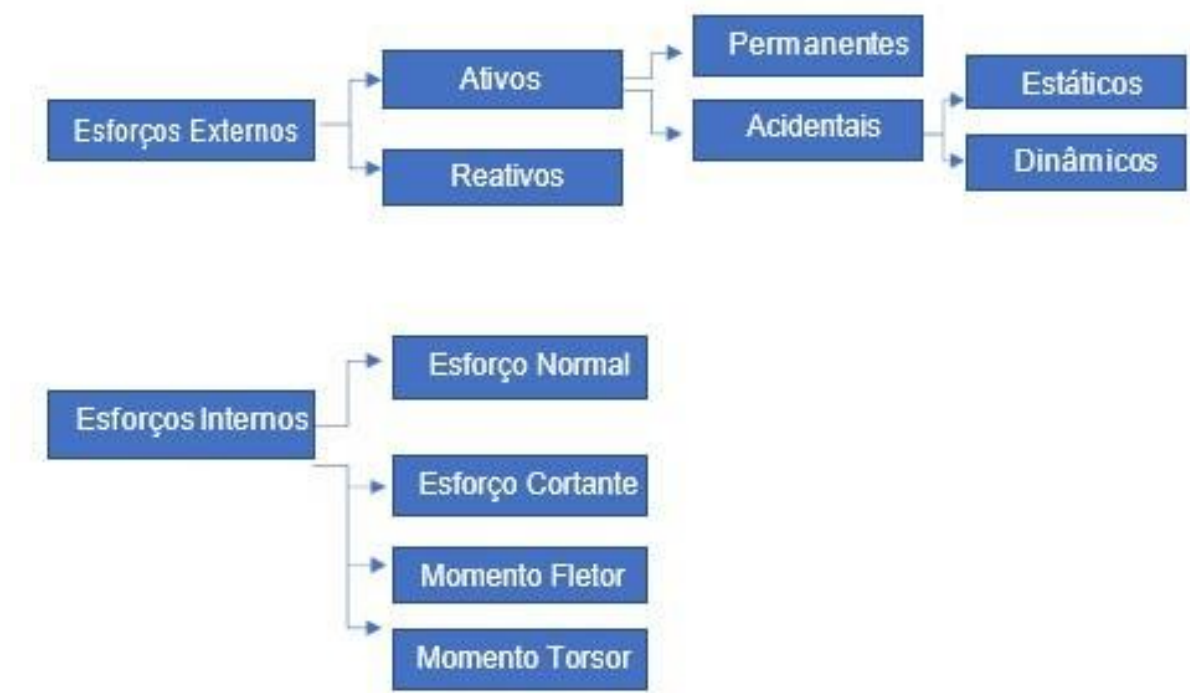 Esforços Externos
Ativos
Reativos
Permanentes
Acidentais
Estáticos
Dinâmicos
Esforços Internos
Esforço Normal
Esforço Cortante
Momento Fletor
Momento Torsor